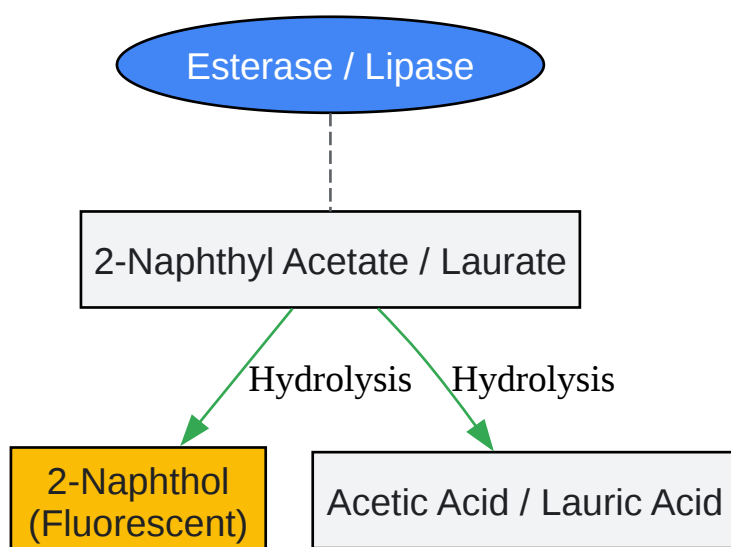 Esterase / Lipase
2-Naphthyl Acetate / Laurate
Hydrolysis
Hydrolysis
2-Naphthol
(Fluorescent)
Acetic Acid / Lauric Acid